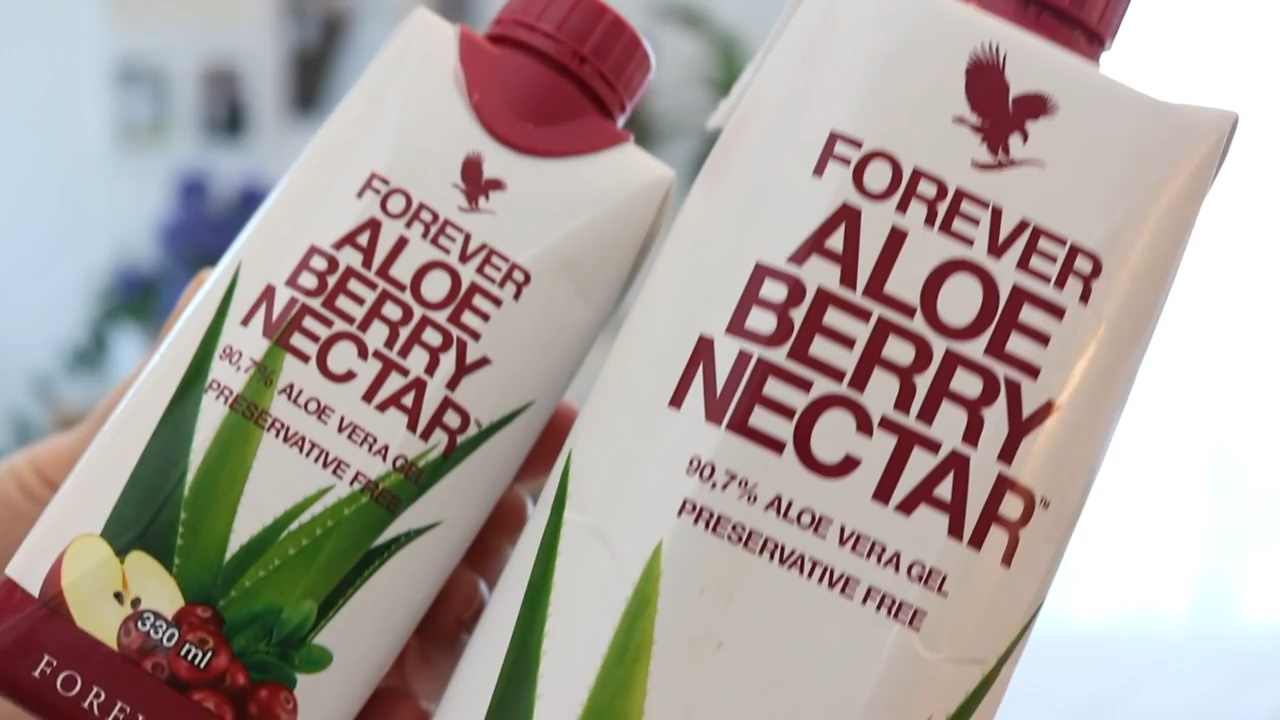 FOREVER
ALOE
BERRY
NECTAR™
90,7% ALOE VERA GEL
PRESERVATIVE FREE
330 ml
FOREVER
ALOE
BERRY
NECTAR™
90,7% ALOE VERA GEL
PRESERVATIVE FREE